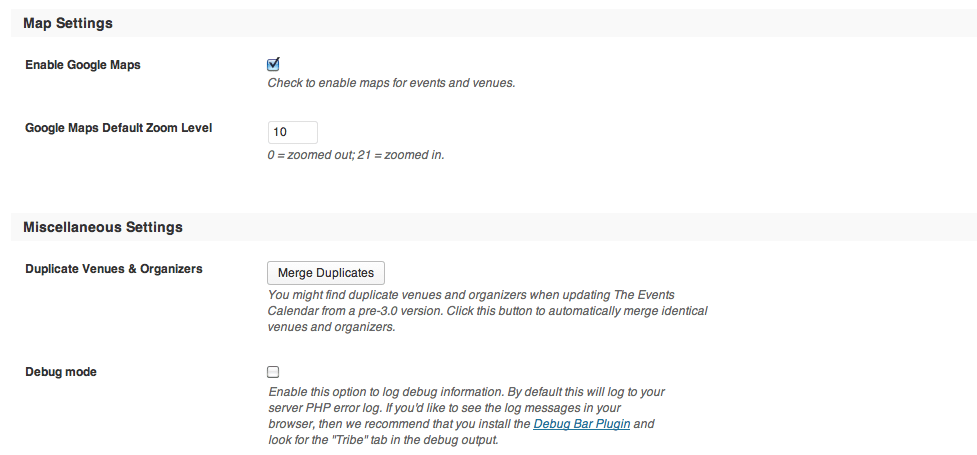 Map Settings
Enable Google Maps
Check to enable maps for events and venues.
Google Maps Default Zoom Level
10
0 = zoomed out; 21 = zoomed in.
Miscellaneous Settings
Duplicate Venues & Organizers
Merge Duplicates
You might find duplicate venues and organizers when updating The Events
Calendar from a pre-3.0 version. Click this button to automatically merge identical
venues and organizers.
Debug mode
Enable this option to log debug information. By default this will log to your
server PHP error log. If you'd like to see the log messages in your
browser, then we recommend that you install the Debug Bar Plugin and
look for the "Tribe" tab in the debug output.